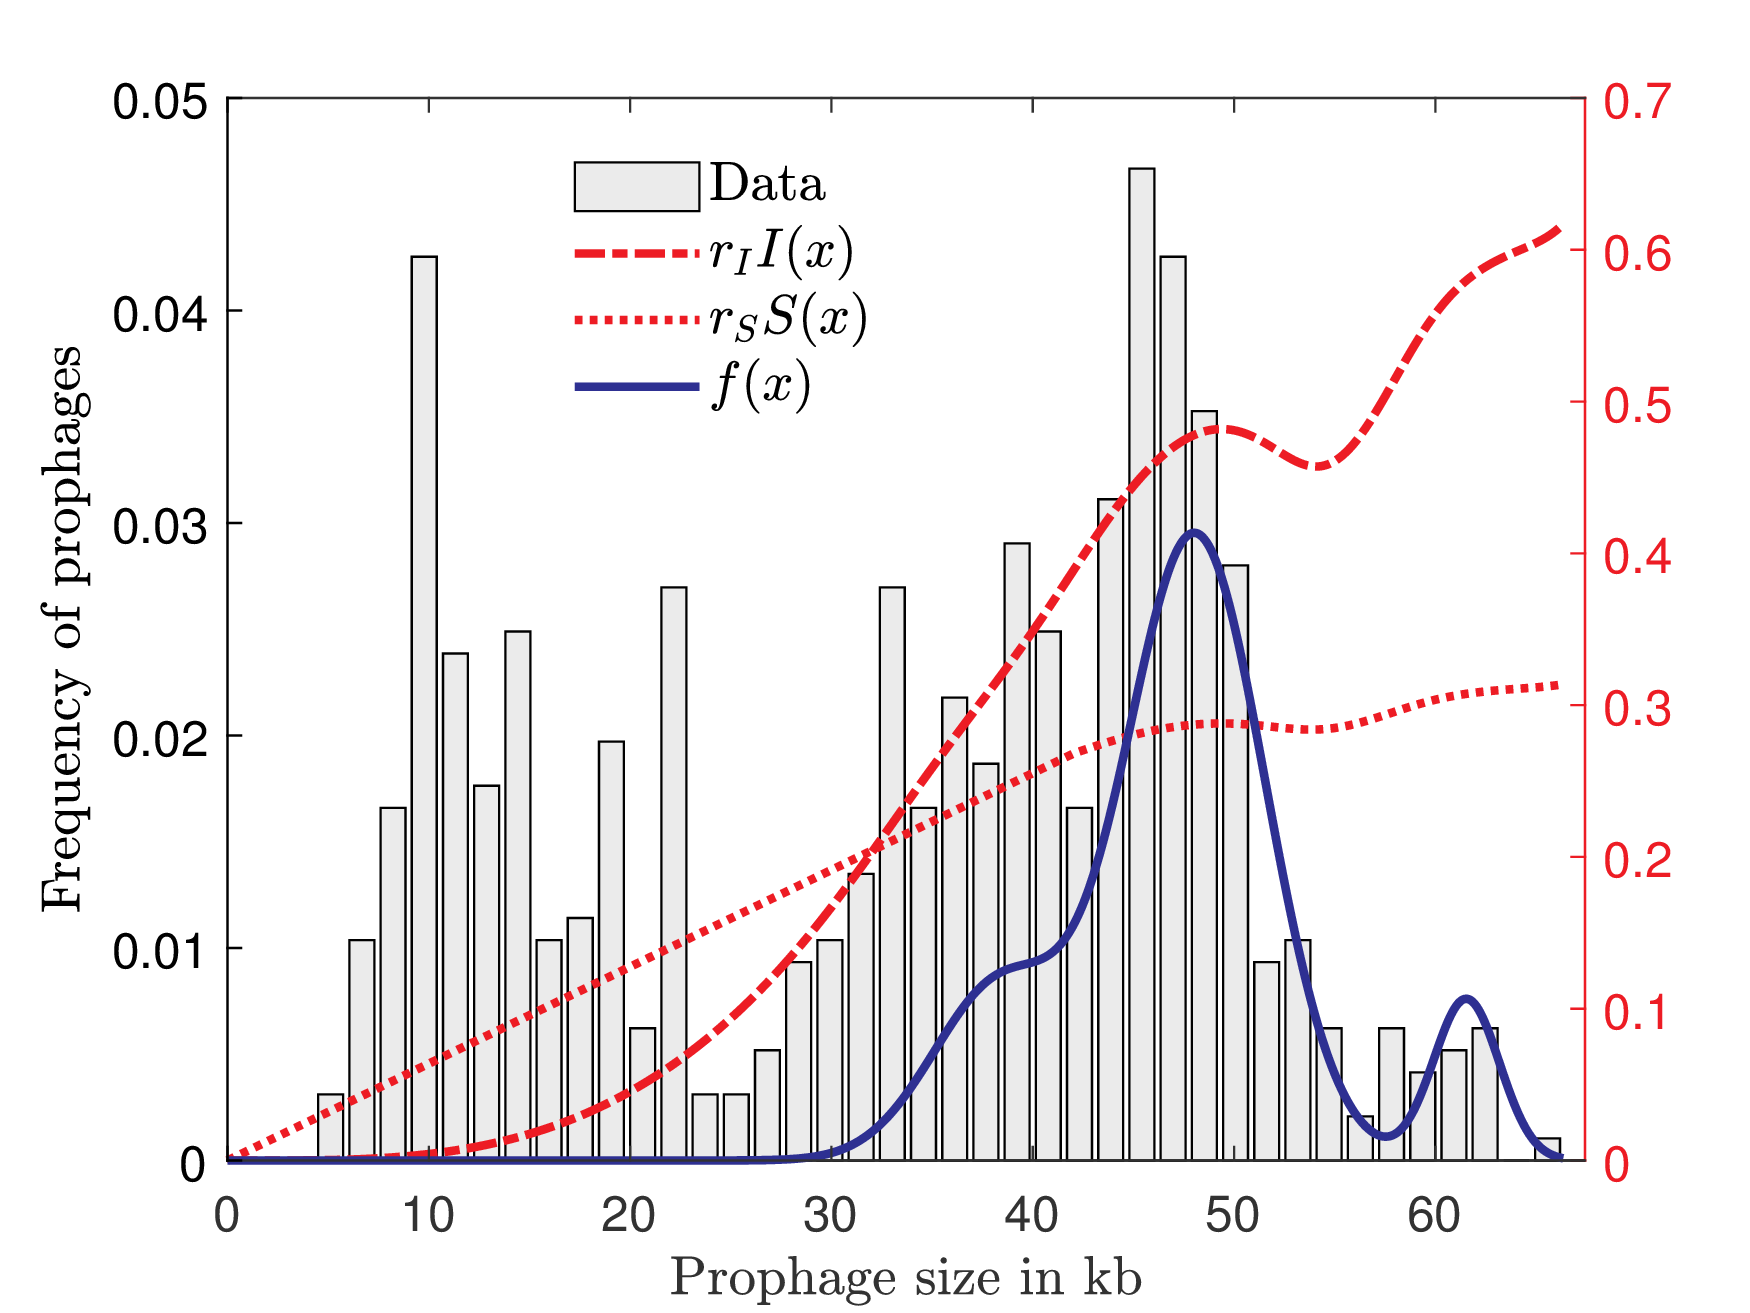 0.05
0.04
0.03
0.02
0.01
0
Frequency of prophages
Data
r_I I(x)
r_S S(x)
f(x)
0.7
0.6
0.5
0.4
0.3
0.2
0.1
0
0 10 20 30 40 50 60
Prophage size in kb